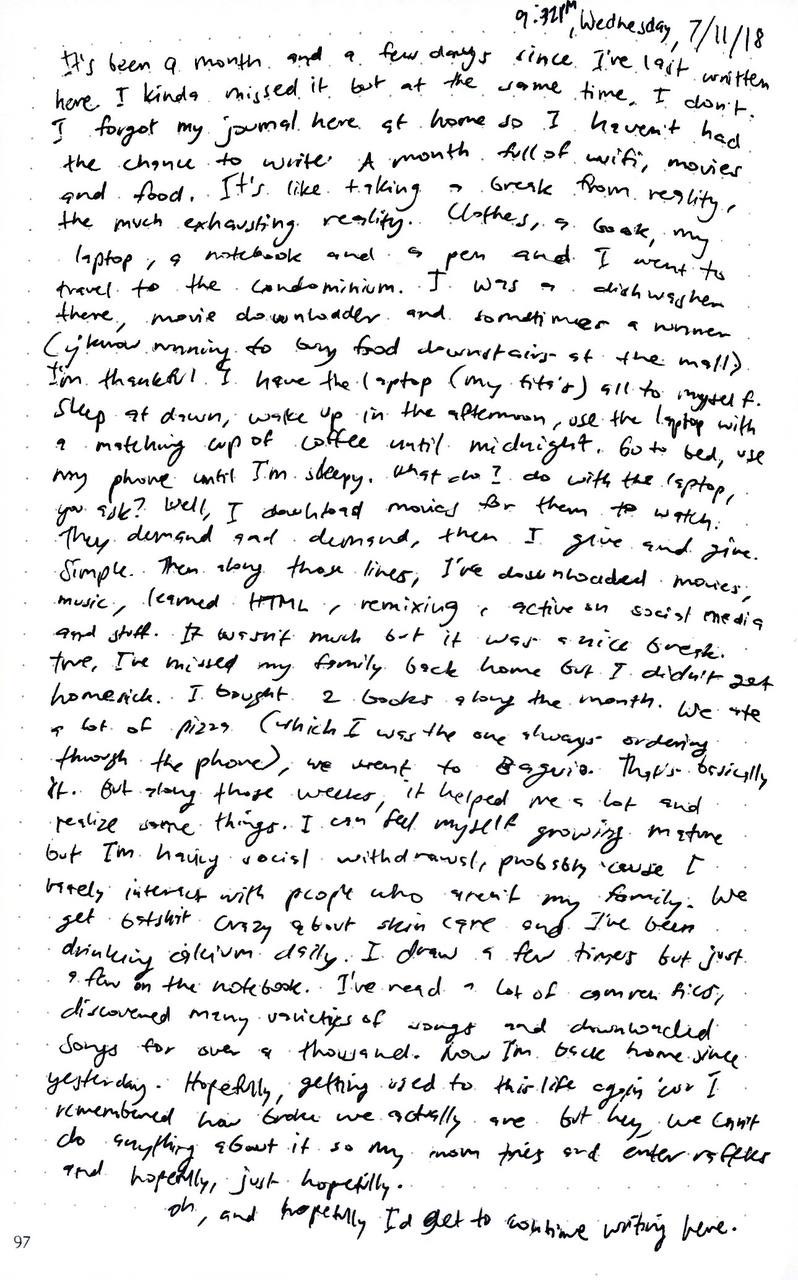 9:32PM, Wednesday, 7/11/18
It's been a month and a few days since I've last written
here. I kinda missed it but at the same time, I don't.
I forgot my journal here at home so I haven't had
the chance to write. A month full of wifi, movies
and food. It's like taking a break from reality,
the much exhausting reality. Clothes, a book, my
laptop, a notebook and a pen and I went to
travel to the condominium. I was a dishwasher
there, movie downloader and sometimes a runner
(y'know running to buy food downstairs at the mall)
I'm thankful I have the laptop (my tita's) all to myself.
Sleep at dawn, wake up in the afternoon, use the laptop with
a matching cup of coffee until midnight. Go to bed, use
my phone until I'm sleepy. What do I do with the laptop,
you ask? Well, I download movies for them to watch.
They demand and demand, then I give and give.
Simple. Then along those lines, I've downloaded movies,
music, learned HTML, remixing, active on social media
and stuff. It wasn't much but it was a nice break.
True, I've missed my family back home but I didn't get
homesick. I bought 2 books along the month. We ate
a lot of pizza (which I was the one always ordering
through the phone), we went to Baguio. That's basically
it. But along those weeks, it helped me a lot and
realize some things. I can feel myself growing mature
but I'm having social withdrawal, probably 'cause I
barely interact with people who aren't my family. We
get batshit crazy about skin care and I've been
drinking calcium daily. I draw a few times but just
a few on the notebook. I've read a lot of camren fics,
discovered many varieties of songs and downloaded
songs for over a thousand. Now I'm back home since
yesterday. Hopefully, getting used to this life again 'coz I
remembered how broke we actually are but hey, we can't
do anything about it so my mom tries and enter raffles
and hopefully, just hopefully.
Oh, and hopefully I'd get to continue writing here.
97